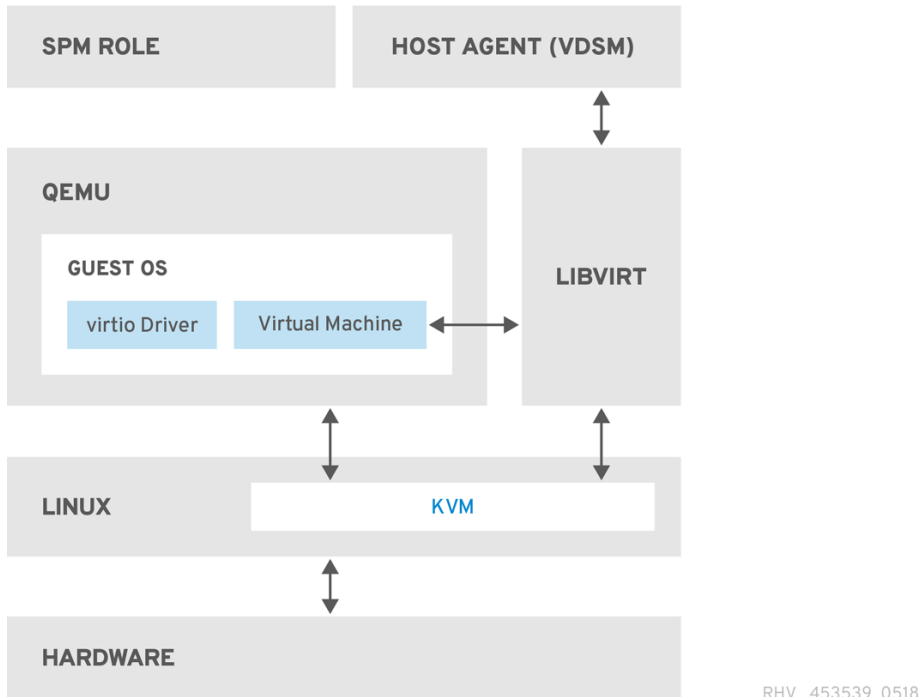 SPM ROLE
HOST AGENT (VDSM)
QEMU
GUEST OS
virtio Driver
Virtual Machine
LIBVIRT
LINUX
KVM
HARDWARE
RHV_453539_0518